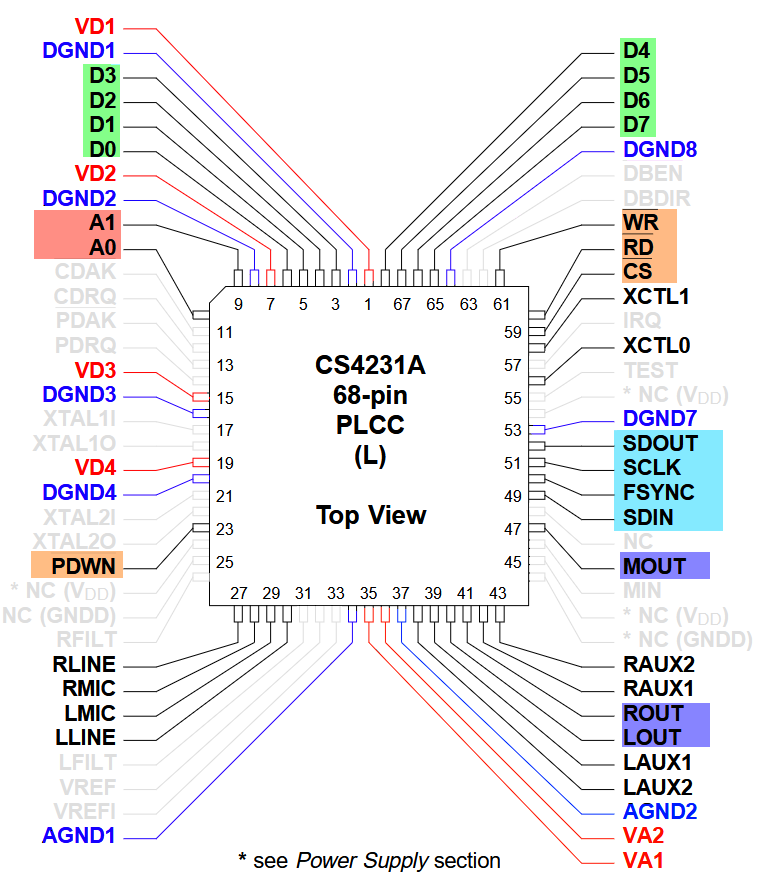 VD1
DGND1
D3
D2
D1
D0
VD2
DGND2
A1
A0
CDAK
CDRQ
PDAK
PDRQ
VD3
DGND3
XTAL1I
XTAL1O
VD4
DGND4
XTAL2I
XTAL2O
PDWN
* NC (VDD)
NC (GNDD)
RFILT
RLINE
RMIC
LMIC
LLINE
LFILT
VREF
VREFI
AGND1
9 7 5 3 1 67 65 63 61
11
13
15
17
19
21
23
25
CS4231A
68-pin
PLCC
(L)
Top View
59
57
55
53
51
49
47
45
27 29 31 33 35 37 39 41 43
D4
D5
D6
D7
DGND8
DBEN
DBDIR
WR
RD
CS
XCTL1
IRQ
XCTL0
TEST
* NC (VDD)
DGND7
SDOUT
SCLK
FSYNC
SDIN
NC
MOUT
MIN
* NC (VDD)
* NC (GNDD)
RAUX2
RAUX1
ROUT
LOUT
LAUX1
LAUX2
AGND2
VA2
VA1
* see Power Supply section